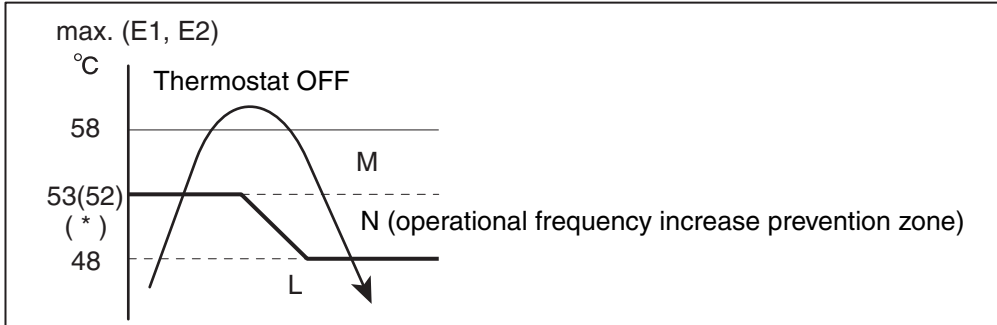 max. (E1, E2)
°C
Thermostat OFF
58
M
53(52)
( * )
N (operational frequency increase prevention zone)
48
L